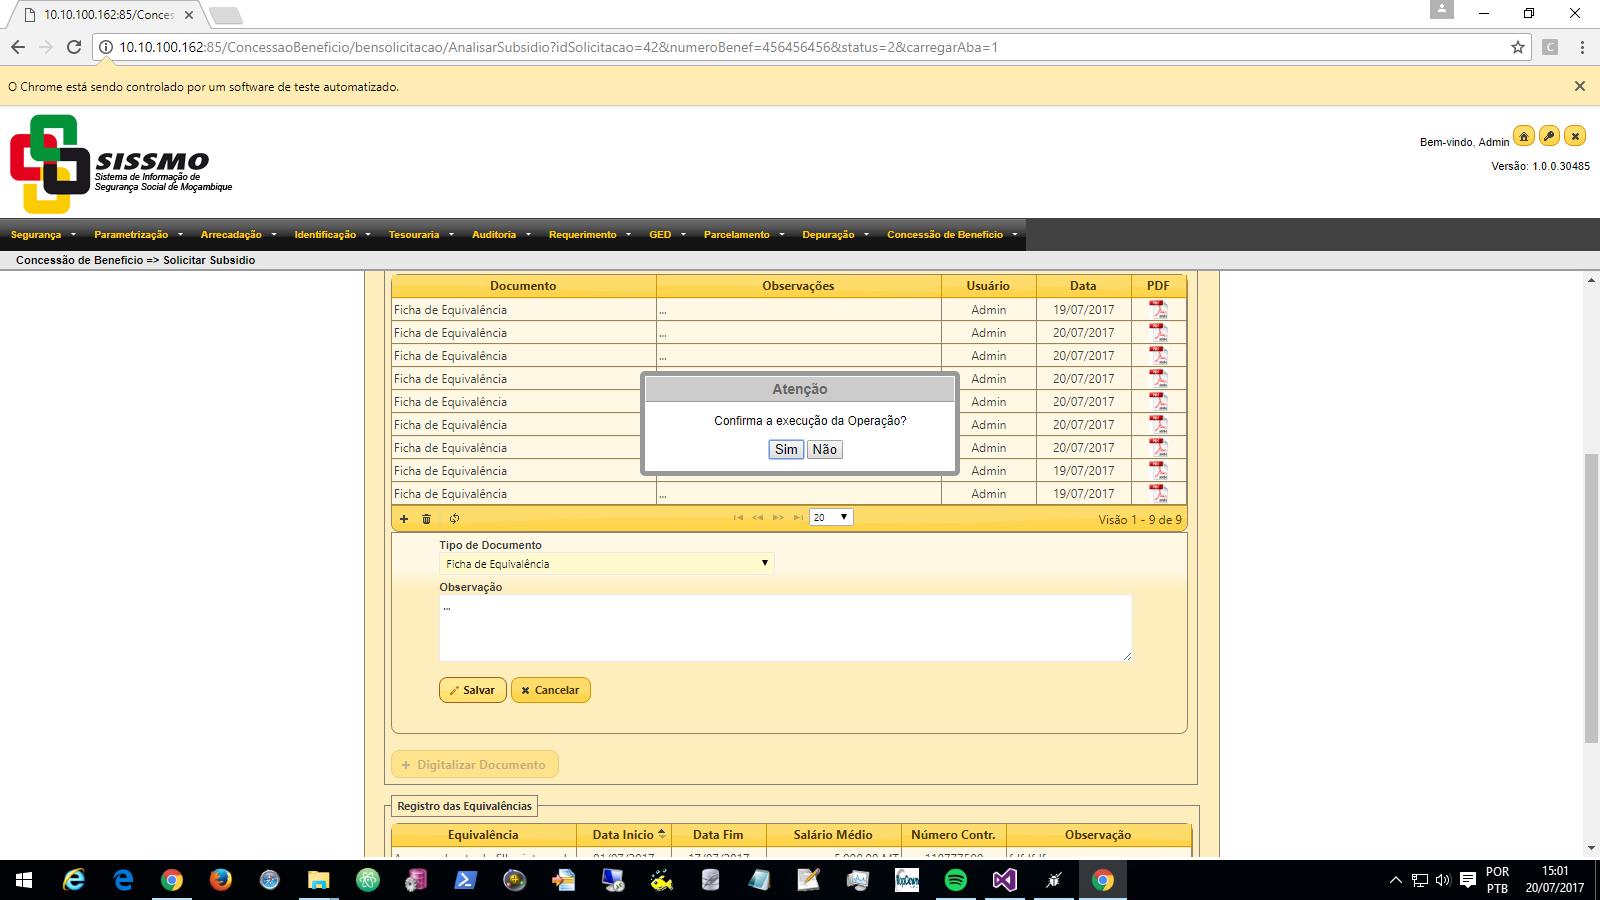 10.10.100.162:85/Conces
10.10.100.162:85/ConcessaoBeneficio/bensolicitacao/AnalisarSubsidio?idSolicitacao=42&numeroBenef=456456456&status=2&carregarAba=1
C
O Chrome está sendo controlado por um software de teste automatizado.
SISSMO
Sistema de Informação de
Segurança Social de Moçambique
Bem-vindo, Admin
Versão: 1.0.0.30485
Segurança Parametrização Arrecadação Identificação Tesouraria Auditoria Requerimento GED Parcelamento Depuração Concessão de Benefício
Concessão de Benefício => Solicitar Subsidio
Documento Observações Usuário Data PDF
Ficha de Equivalência ... Admin 19/07/2017
Ficha de Equivalência ... Admin 20/07/2017
Ficha de Equivalência ... Admin 20/07/2017
Ficha de Equivalência Admin 20/07/2017
Ficha de Equivalência Admin 20/07/2017
Ficha de Equivalência Admin 20/07/2017
Ficha de Equivalência Admin 20/07/2017
Ficha de Equivalência Admin 19/07/2017
Ficha de Equivalência ... Admin 19/07/2017
Atenção
Confirma a execução da Operação?
Sim Não
20
Visão 1 - 9 de 9
Tipo de Documento
Ficha de Equivalência
Observação
...
Salvar Cancelar
+ Digitalizar Documento
Registro das Equivalências
Equivalência Data Inicio Data Fim Salário Médio Número Contr. Observação
POR
PTB
15:01
20/07/2017